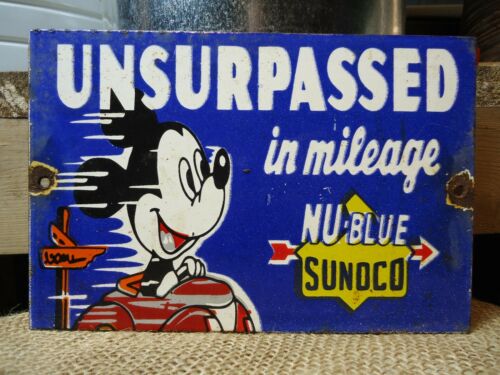 UNSURPASSED
in mileage
NU-BLUE
SUNOCO